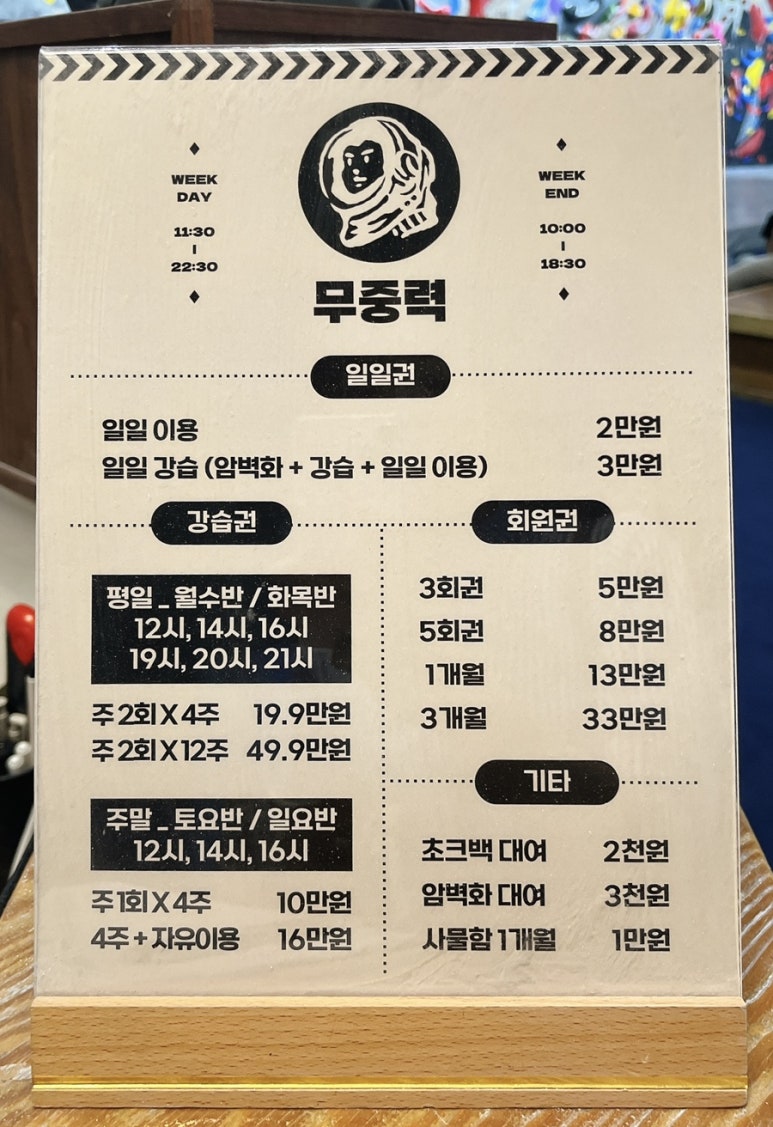 WEEK
DAY
11:30
|
22:30
WEEK
END
10:00
|
18:30
무중력
일일권
일일 이용 2만원
일일 강습 (암벽화 + 강습 + 일일 이용) 3만원
강습권
평일 _ 월수반 / 화목반
12시, 14시, 16시
19시, 20시, 21시
주 2회 X 4주 19.9만원
주 2회 X 12주 49.9만원
주말 _ 토요반 / 일요반
12시, 14시, 16시
주 1회 X 4주 10만원
4주 + 자유이용 16만원
회원권
3회권 5만원
5회권 8만원
1개월 13만원
3개월 33만원
기타
초크백 대여 2천원
암벽화 대여 3천원
사물함 1개월 1만원